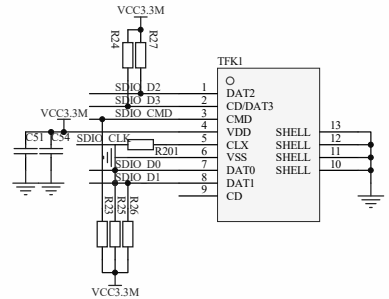 VCC3.3M
R24
R27
TFK1
SDIO_D2 1 DAT2
SDIO_D3 2 CD/DAT3
VCC3.3M SDIO_CMD 3 CMD SHELL 13
C51 C54 4 VDD SHELL 12
SDIO_CLK 5 CLX SHELL 11
R201 6 VSS SHELL 10
SDIO_D0 7 DAT0
SDIO_D1 8 DAT1
9 CD
R23
R25
R26
VCC3.3M